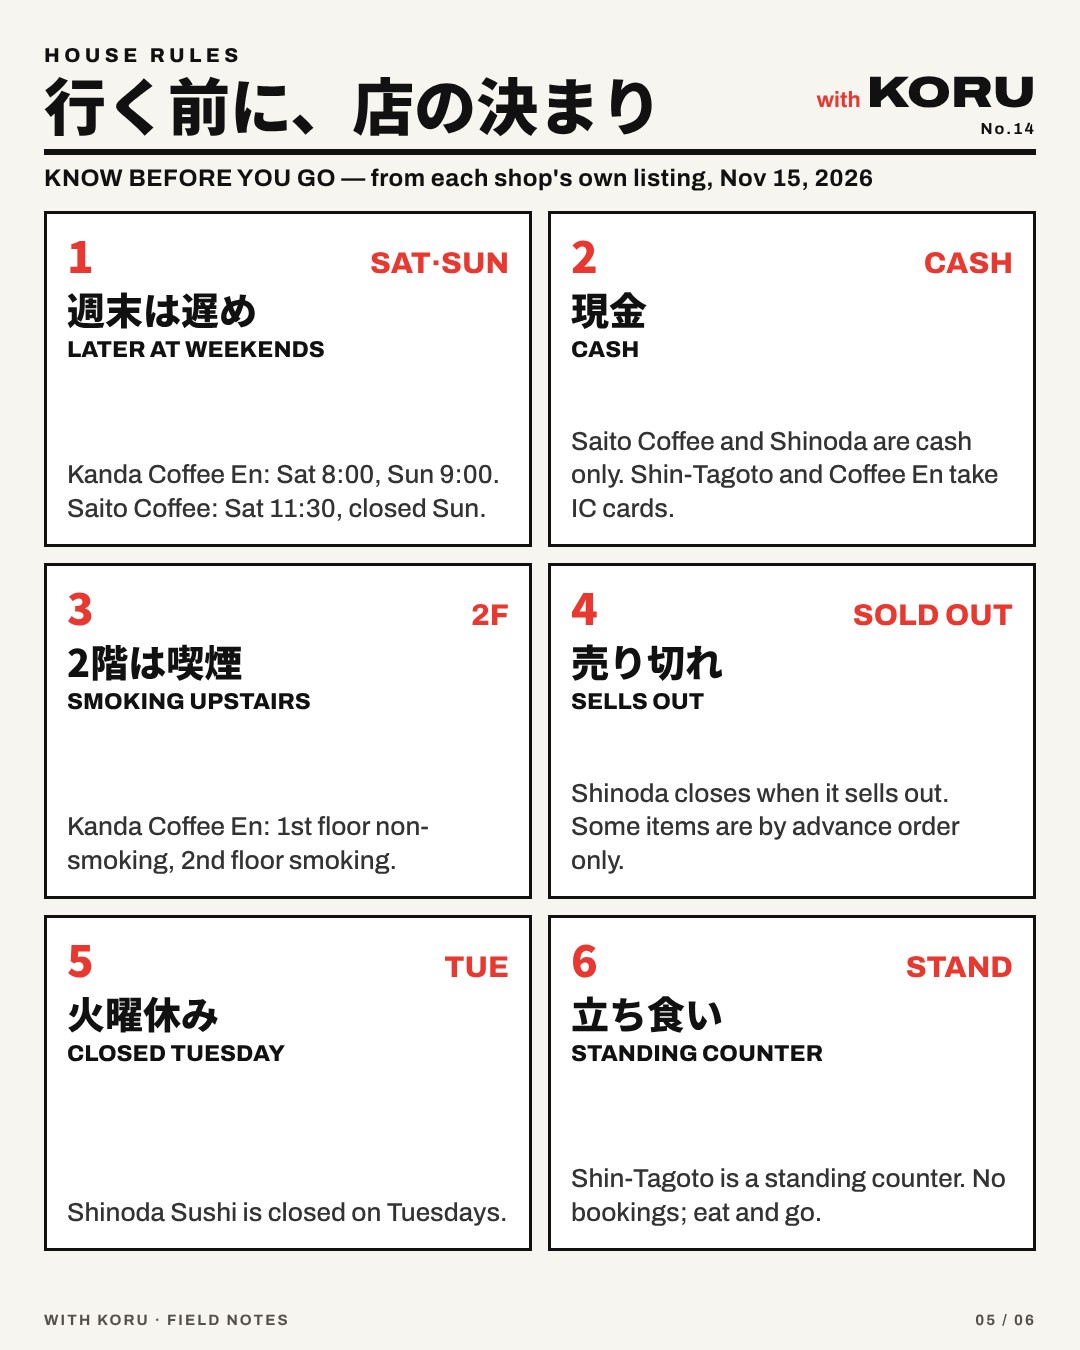 HOUSE RULES
行く前に、店の決まり
with KORU
No.14
KNOW BEFORE YOU GO — from each shop's own listing, Nov 15, 2026
1
SAT·SUN
週末は遅め
LATER AT WEEKENDS
Kanda Coffee En: Sat 8:00, Sun 9:00.
Saito Coffee: Sat 11:30, closed Sun.
2
CASH
現金
CASH
Saito Coffee and Shinoda are cash
only. Shin-Tagoto and Coffee En take
IC cards.
3
2F
2階は喫煙
SMOKING UPSTAIRS
Kanda Coffee En: 1st floor non-
smoking, 2nd floor smoking.
4
SOLD OUT
売り切れ
SELLS OUT
Shinoda closes when it sells out.
Some items are by advance order
only.
5
TUE
火曜休み
CLOSED TUESDAY
Shinoda Sushi is closed on Tuesdays.
6
STAND
立ち食い
STANDING COUNTER
Shin-Tagoto is a standing counter. No
bookings; eat and go.
WITH KORU · FIELD NOTES
05 / 06